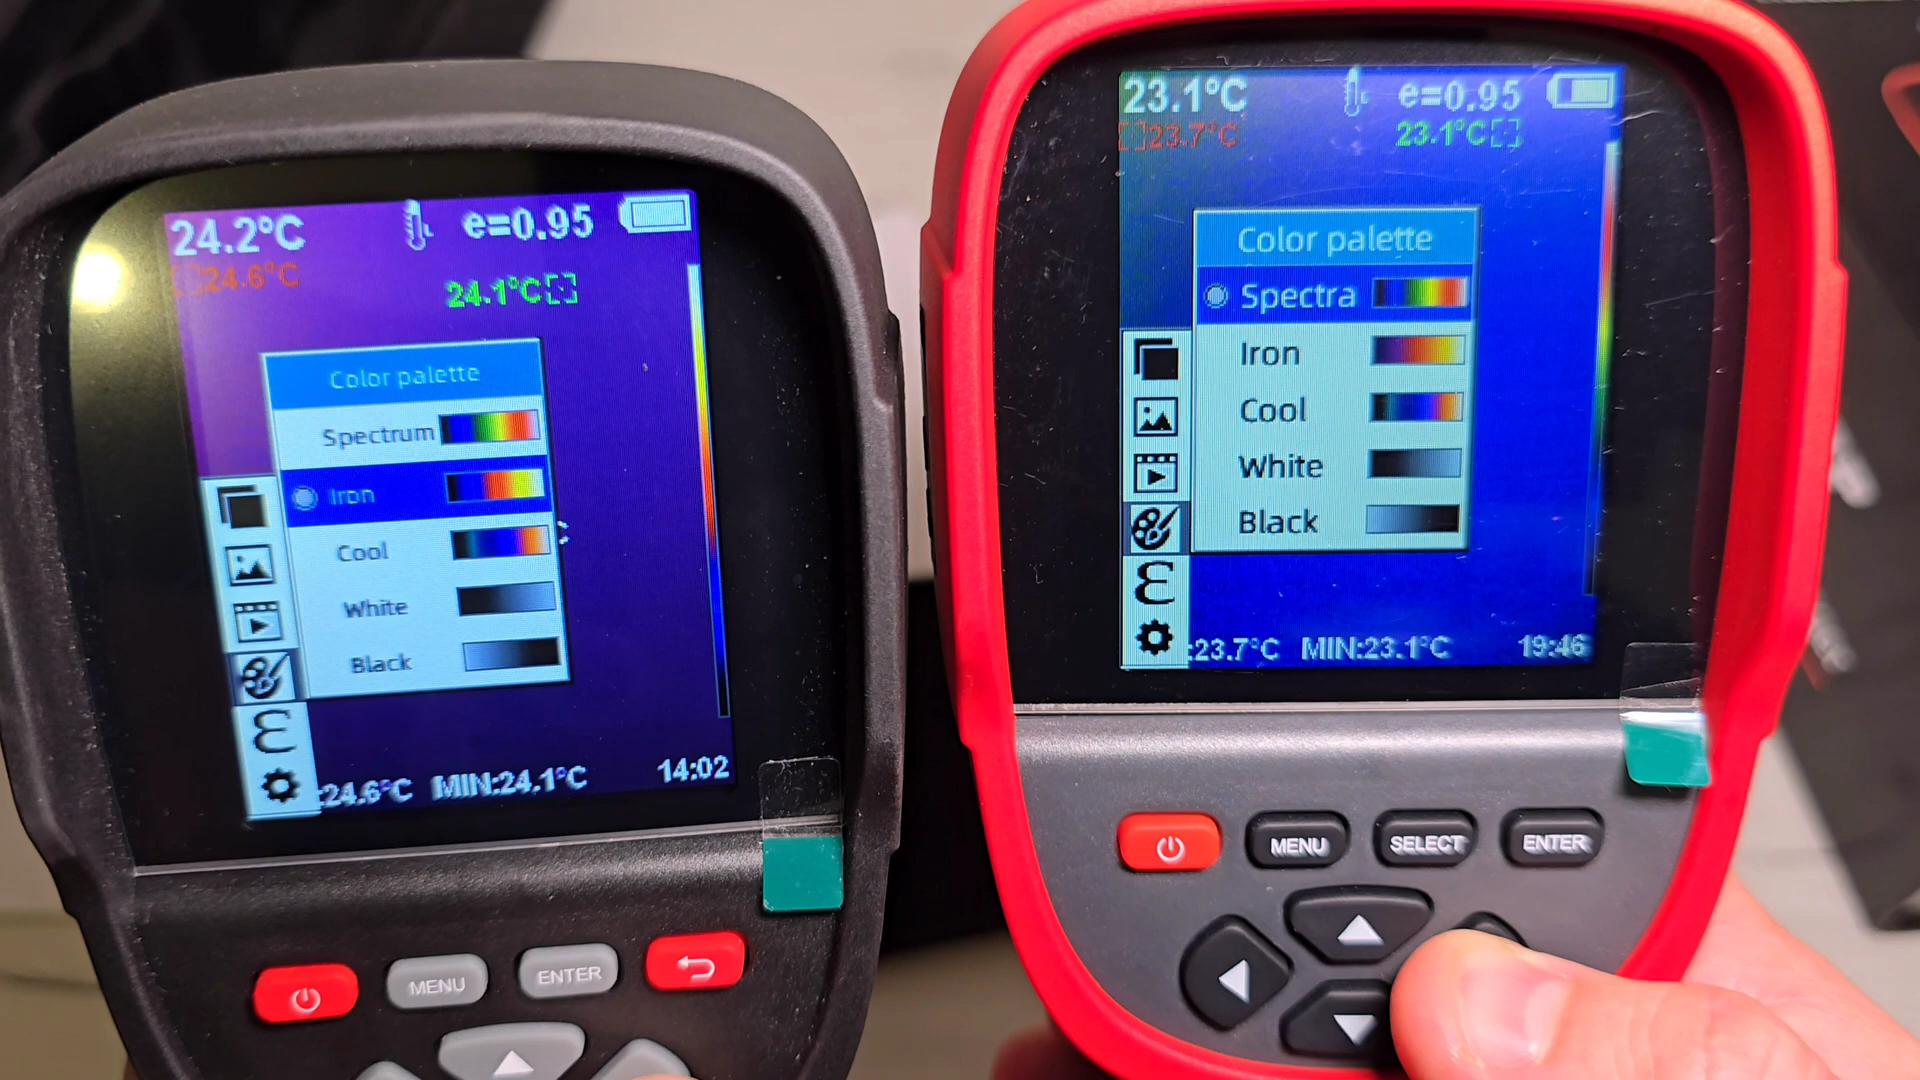 24.2°C e=0.95
24.6°C
24.1°C
Color palette
Spectrum
Iron
Cool
White
Black
ε
:24.6°C MIN:24.1°C 14:02
MENU ENTER
23.1°C e=0.95
23.7°C 23.1°C
Color palette
Spectra
Iron
Cool
White
Black
ε
:23.7°C MIN:23.1°C 19:46
MENU SELECT ENTER